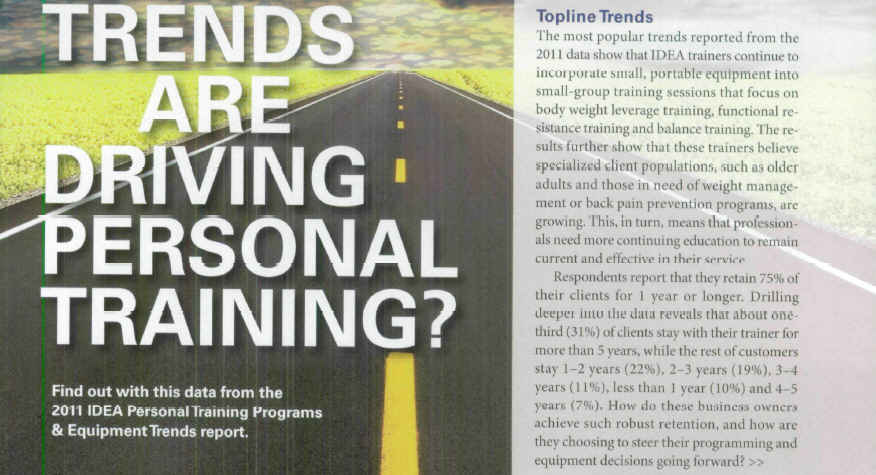 TRENDS
ARE
DRIVING
PERSONAL
TRAINING?
Find out with this data from the
2011 IDEA Personal Training Programs
& Equipment Trends report.
Topline Trends
The most popular trends reported from the
2011 data show that IDEA trainers continue to
incorporate small, portable equipment into
small-group training sessions that focus on
body weight leverage training, functional re-
sistance training and balance training. The re-
sults further show that these trainers believe
specialized client populations, such as older
adults and those in need of weight manage-
ment or back pain prevention programs, are
growing. This, in turn, means that profession-
als need more continuing education to remain
current and effective in their service
Respondents report that they retain 75% of
their clients for 1 year or longer. Drilling
deeper into the data reveals that about one-
third (31%) of clients stay with their trainer for
more than 5 years, while the rest of customers
stay 1–2 years (22%), 2–3 years (19%), 3–4
years (11%), less than 1 year (10%) and 4–5
years (7%). How do these business owners
achieve such robust retention, and how are
they choosing to steer their programming and
equipment decisions going forward? >>